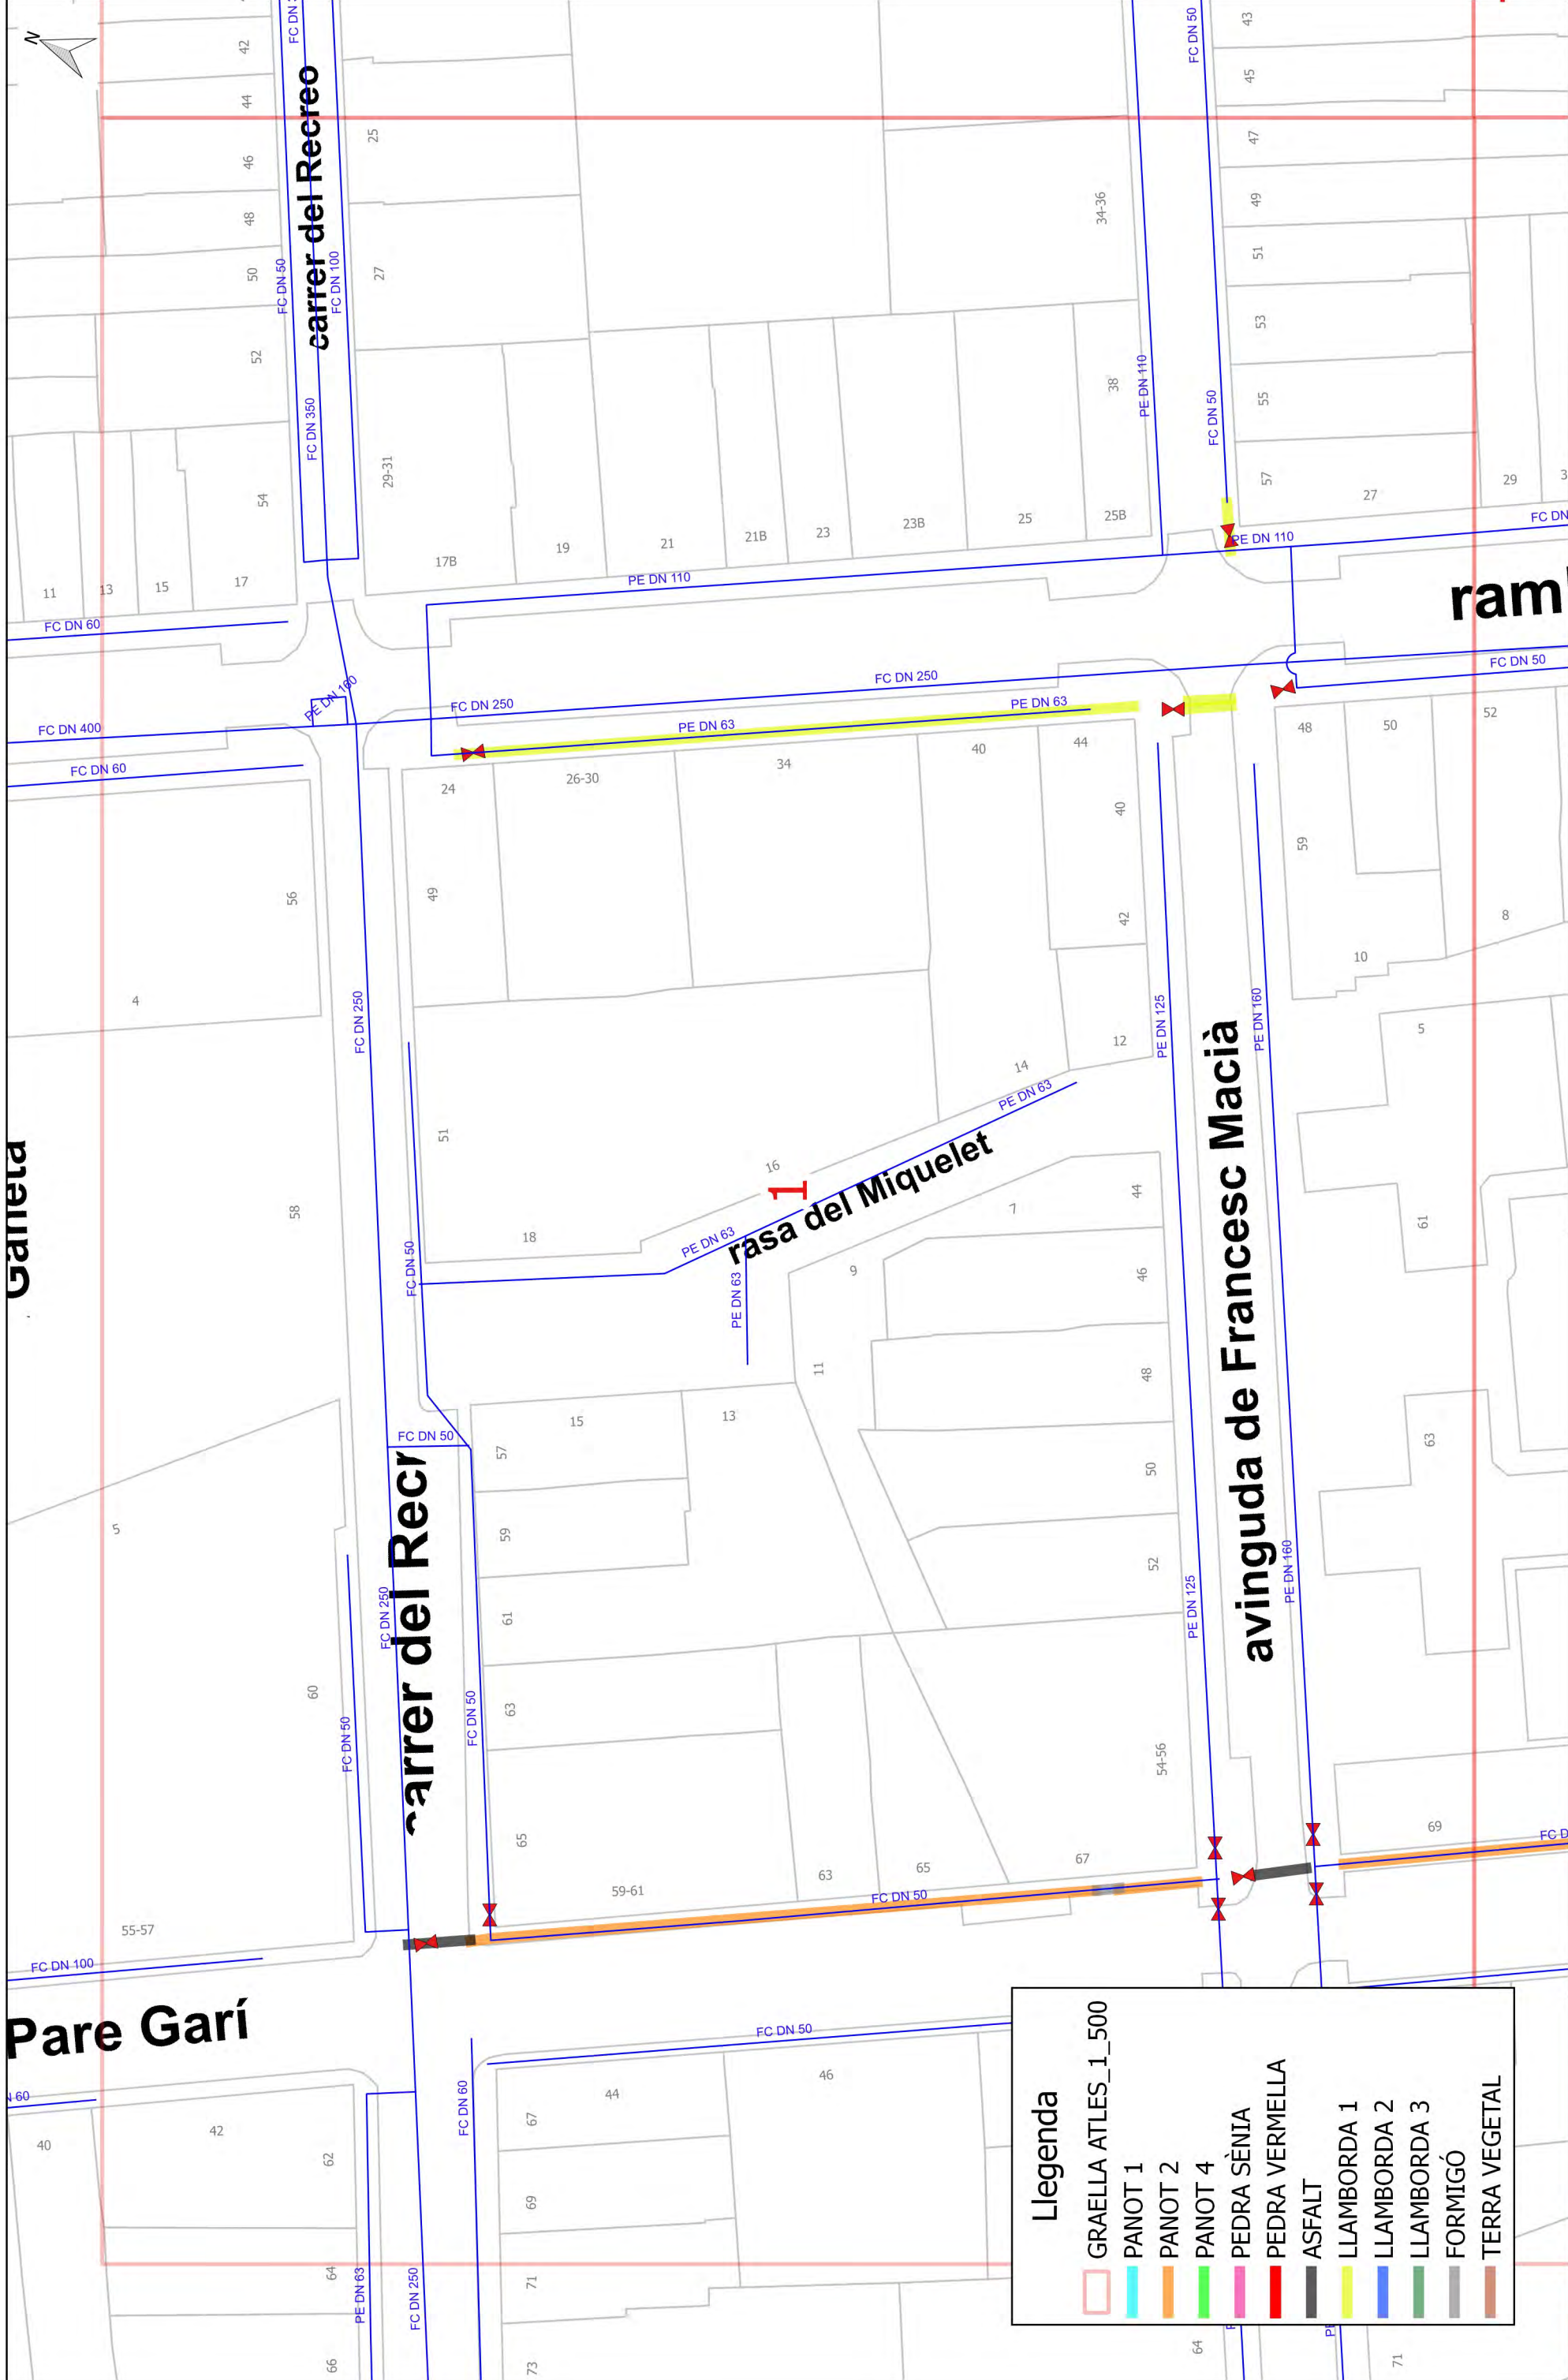 N
carrer del Recreo
FC DN 50
FC DN 100
FC DN 350
42
44
46
48
50
52
54
25
27
29-31
11
13
15
17
17B
19
21
21B
23
23B
25
25B
34-36
38
FC DN 50
FC DN 50
PE DN 110
43
45
47
49
51
53
55
57
27
29
PE DN 110
PE DN 110
FC DN 60
FC DN 400
FC DN 60
PE DN 160
FC DN 250
FC DN 250
PE DN 63
PE DN 63
FC DN 50
24
26-30
34
40
44
48
50
52
40
42
49
56
4
59
8
10
5
12
14
16
18
51
58
FC DN 250
PE DN 125
PE DN 160
avinguda de Francesc Macià
PE DN 63
rasa del Miquelet
1
PE DN 63
PE DN 63
FC DN 50
FC DN 50
7
9
11
13
15
44
46
48
50
52
54-56
57
59
61
63
65
61
63
5
60
FC DN 250
FC DN 50
FC DN 50
PE DN 125
PE DN 160
59-61
63
65
67
69
FC DN 50
55-57
FC DN 100
Pare Garí
FC DN 50
FC DN 60
40
42
62
64
66
44
46
67
69
71
73
PE DN 63
FC DN 250
64
71
Llegenda
GRAELLA ATLES_1_500
PANOT 1
PANOT 2
PANOT 4
PEDRA SÈNIA
PEDRA VERMELLA
ASFALT
LLAMBORDA 1
LLAMBORDA 2
LLAMBORDA 3
FORMIGÓ
TERRA VEGETAL